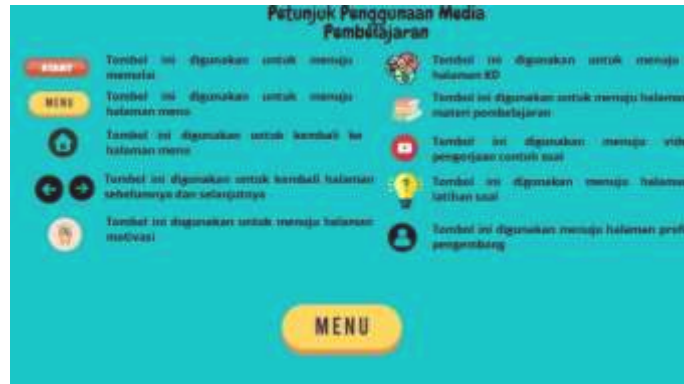 Petunjuk Penggunaan Media
Pembelajaran
START
Tombol ini digunakan untuk menuju
memulai
MENU
Tombol ini digunakan untuk menuju
halaman menu
Tombol ini digunakan untuk kembali ke
halaman menu
Tombol ini digunakan untuk kembali halaman
sebelumnya dan selanjutnya
Tombol ini digunakan untuk menuju halaman
motivasi
Tombol ini digunakan untuk menuju
halaman KD
Tombol ini digunakan untuk menuju halaman
materi pembelajaran
Tombol ini digunakan menuju
pengerjaan contoh soal
Tombol ini digunakan menuju
latihan soal
Tombol ini digunakan menuju halaman
pengembang
MENU